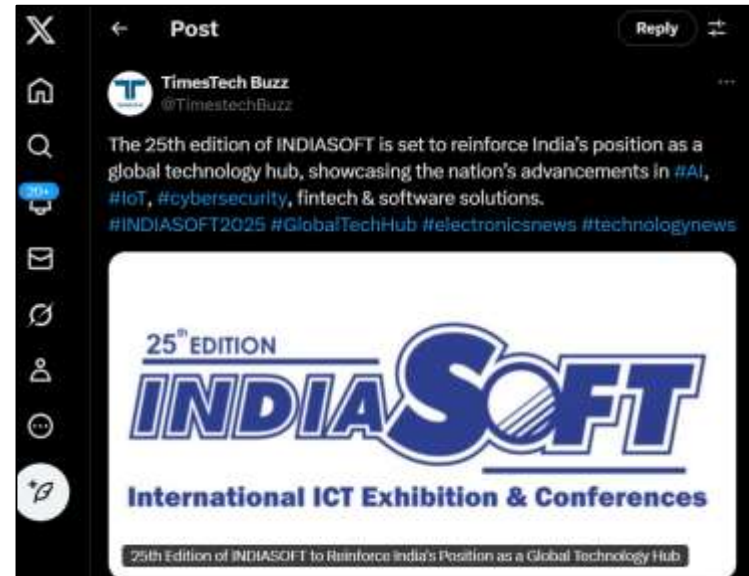 Post
Reply
TimesTech Buzz
@TimestechBuzz
The 25th edition of INDIASOFT is set to reinforce India's position as a
global technology hub, showcasing the nation's advancements in #AI,
#IoT, #cybersecurity, fintech & software solutions.
#INDIASOFT2025 #GlobalTechHub #electronicsnews #technologynews
20+
25th EDITION
INDIASOFT
International ICT Exhibition & Conferences
25th Edition of INDIASOFT to Reinforce India's Position as a Global Technology Hub